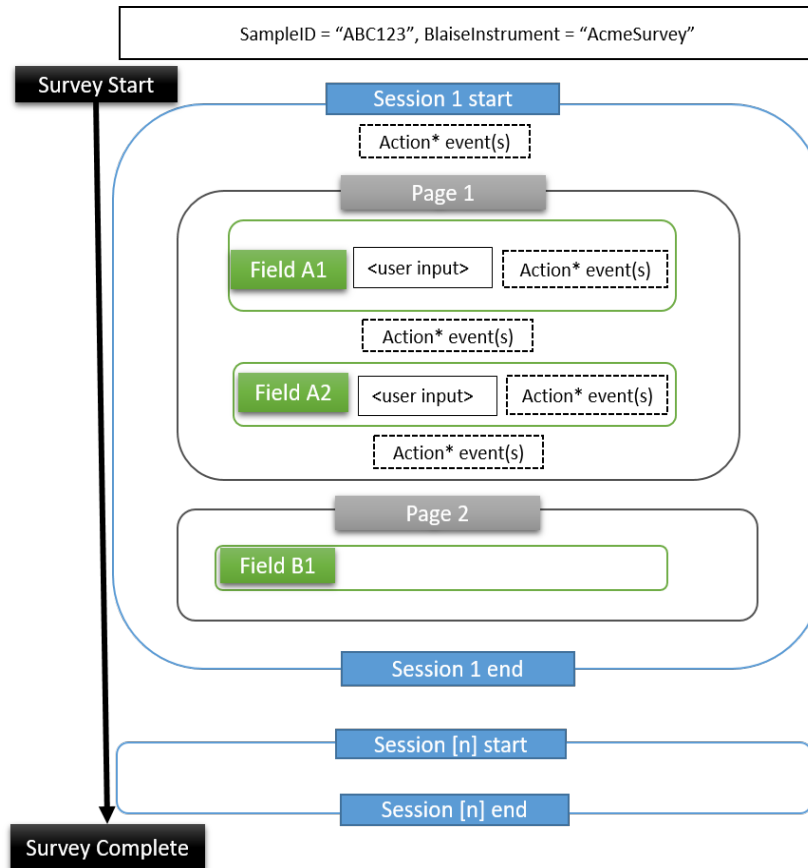 SampleID = “ABC123”, BlaiseInstrument = “AcmeSurvey”
Survey Start
Session 1 start
Action* event(s)
Page 1
Field A1
<user input>
Action* event(s)
Action* event(s)
Field A2
<user input>
Action* event(s)
Action* event(s)
Page 2
Field B1
Session 1 end
Session [n] start
Session [n] end
Survey Complete